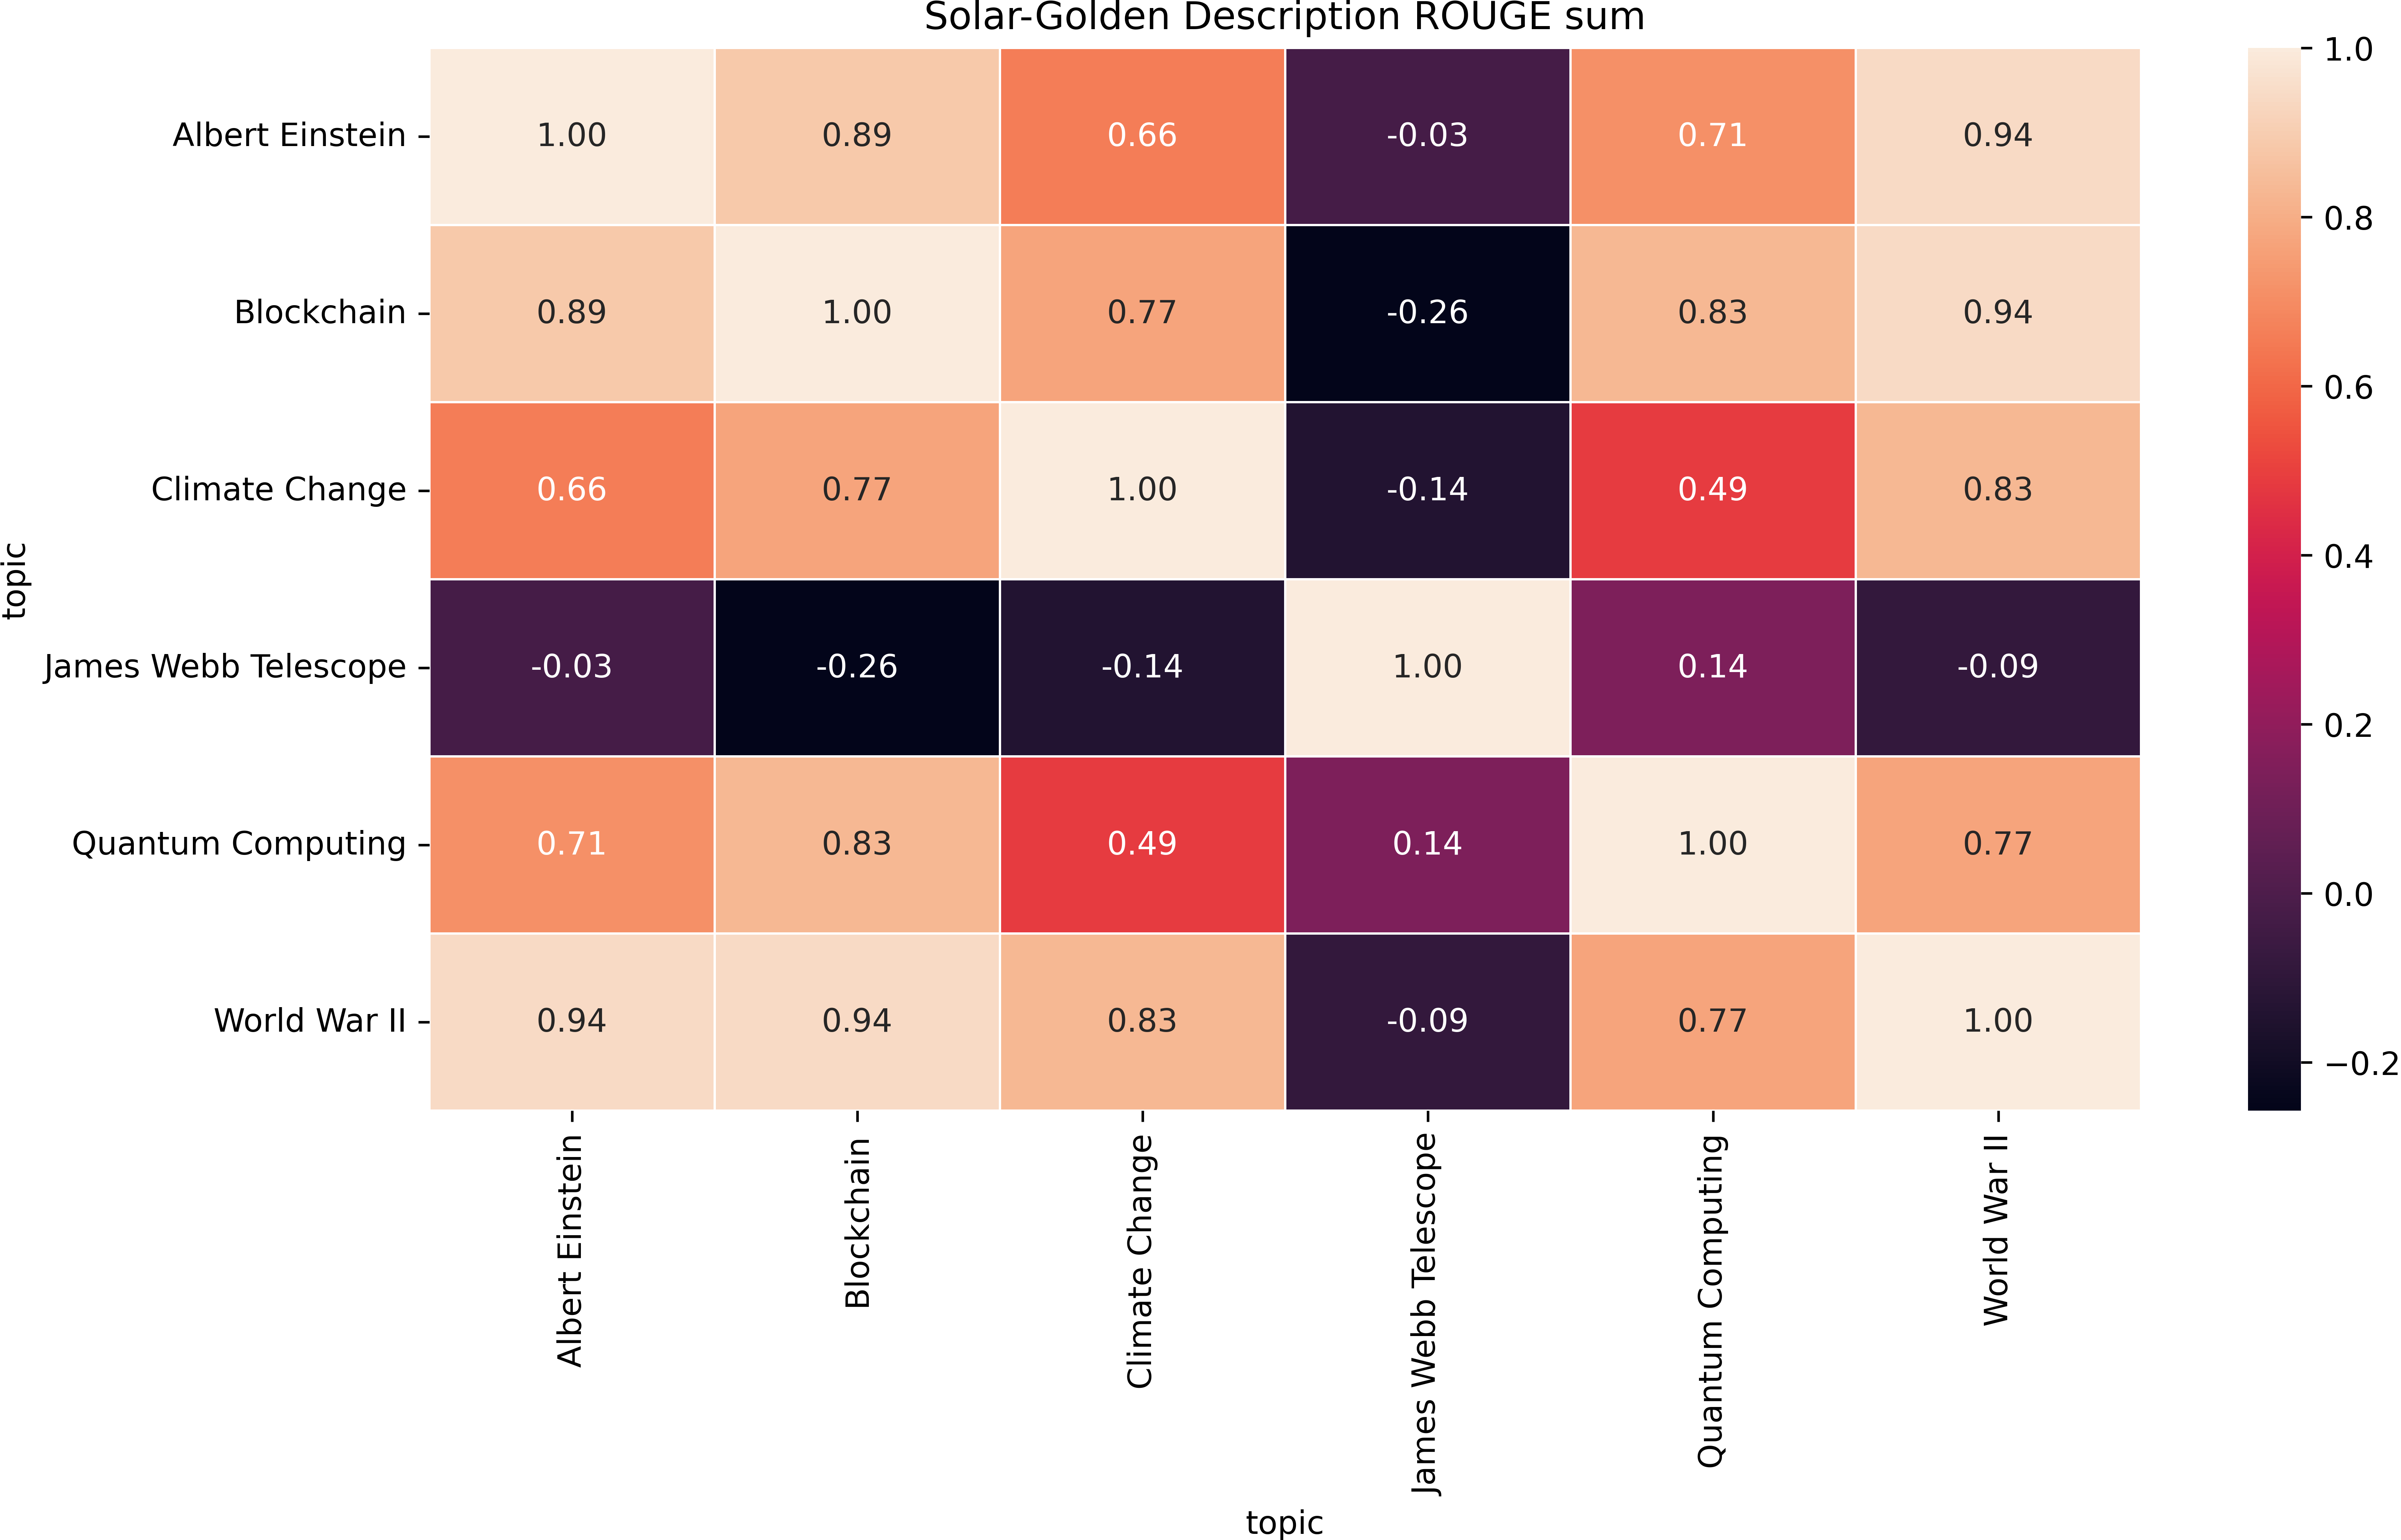 Solar-Golden Description ROUGE sum
topic
Albert Einstein 1.00 0.89 0.66 -0.03 0.71 0.94
Blockchain 0.89 1.00 0.77 -0.26 0.83 0.94
Climate Change 0.66 0.77 1.00 -0.14 0.49 0.83
James Webb Telescope -0.03 -0.26 -0.14 1.00 0.14 -0.09
Quantum Computing 0.71 0.83 0.49 0.14 1.00 0.77
World War II 0.94 0.94 0.83 -0.09 0.77 1.00
Albert Einstein
Blockchain
Climate Change
James Webb Telescope
Quantum Computing
World War II
topic
1.0
0.8
0.6
0.4
0.2
0.0
−0.2